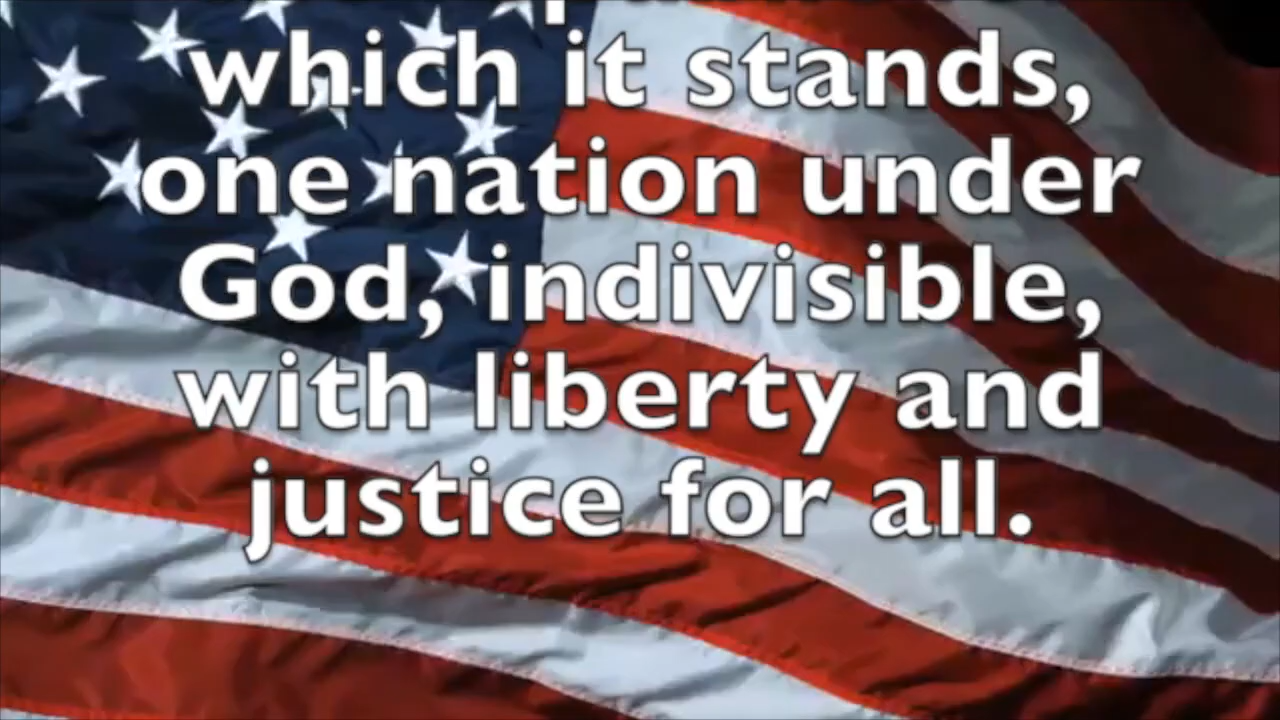 which it stands,
one nation under
God, indivisible,
with liberty and
justice for all.